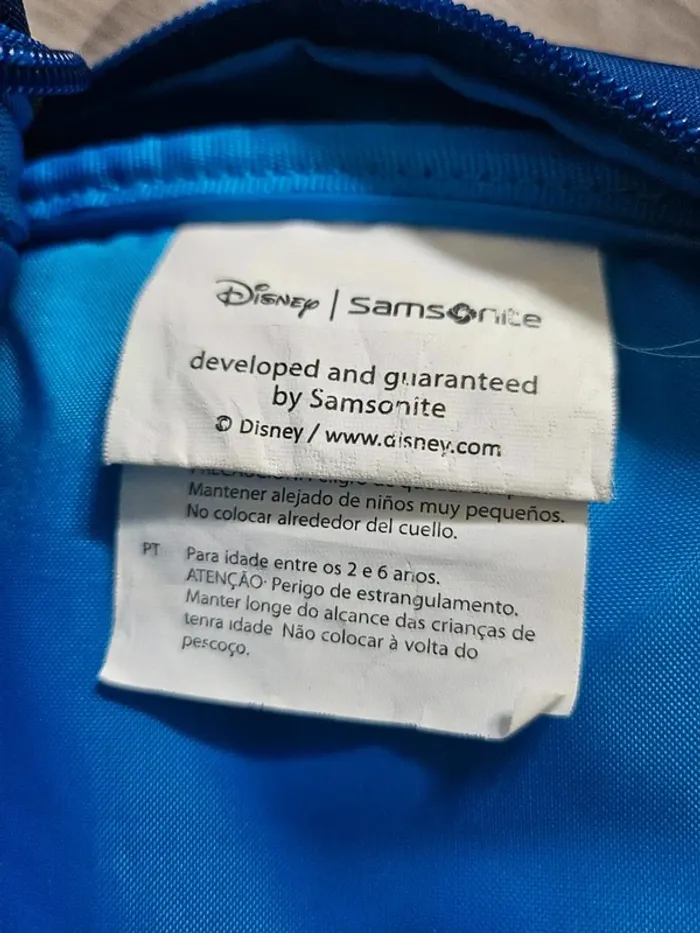 Disney | Samsonite
developed and guaranteed
by Samsonite
© Disney / www.disney.com
Mantener alejado de niños muy pequeños.
No colocar alrededor del cuello.
PT Para idade entre os 2 e 6 anos.
ATENÇÃO: Perigo de estrangulamento.
Manter longe do alcance das crianças de
tenra idade Não colocar à volta do
pescoço.